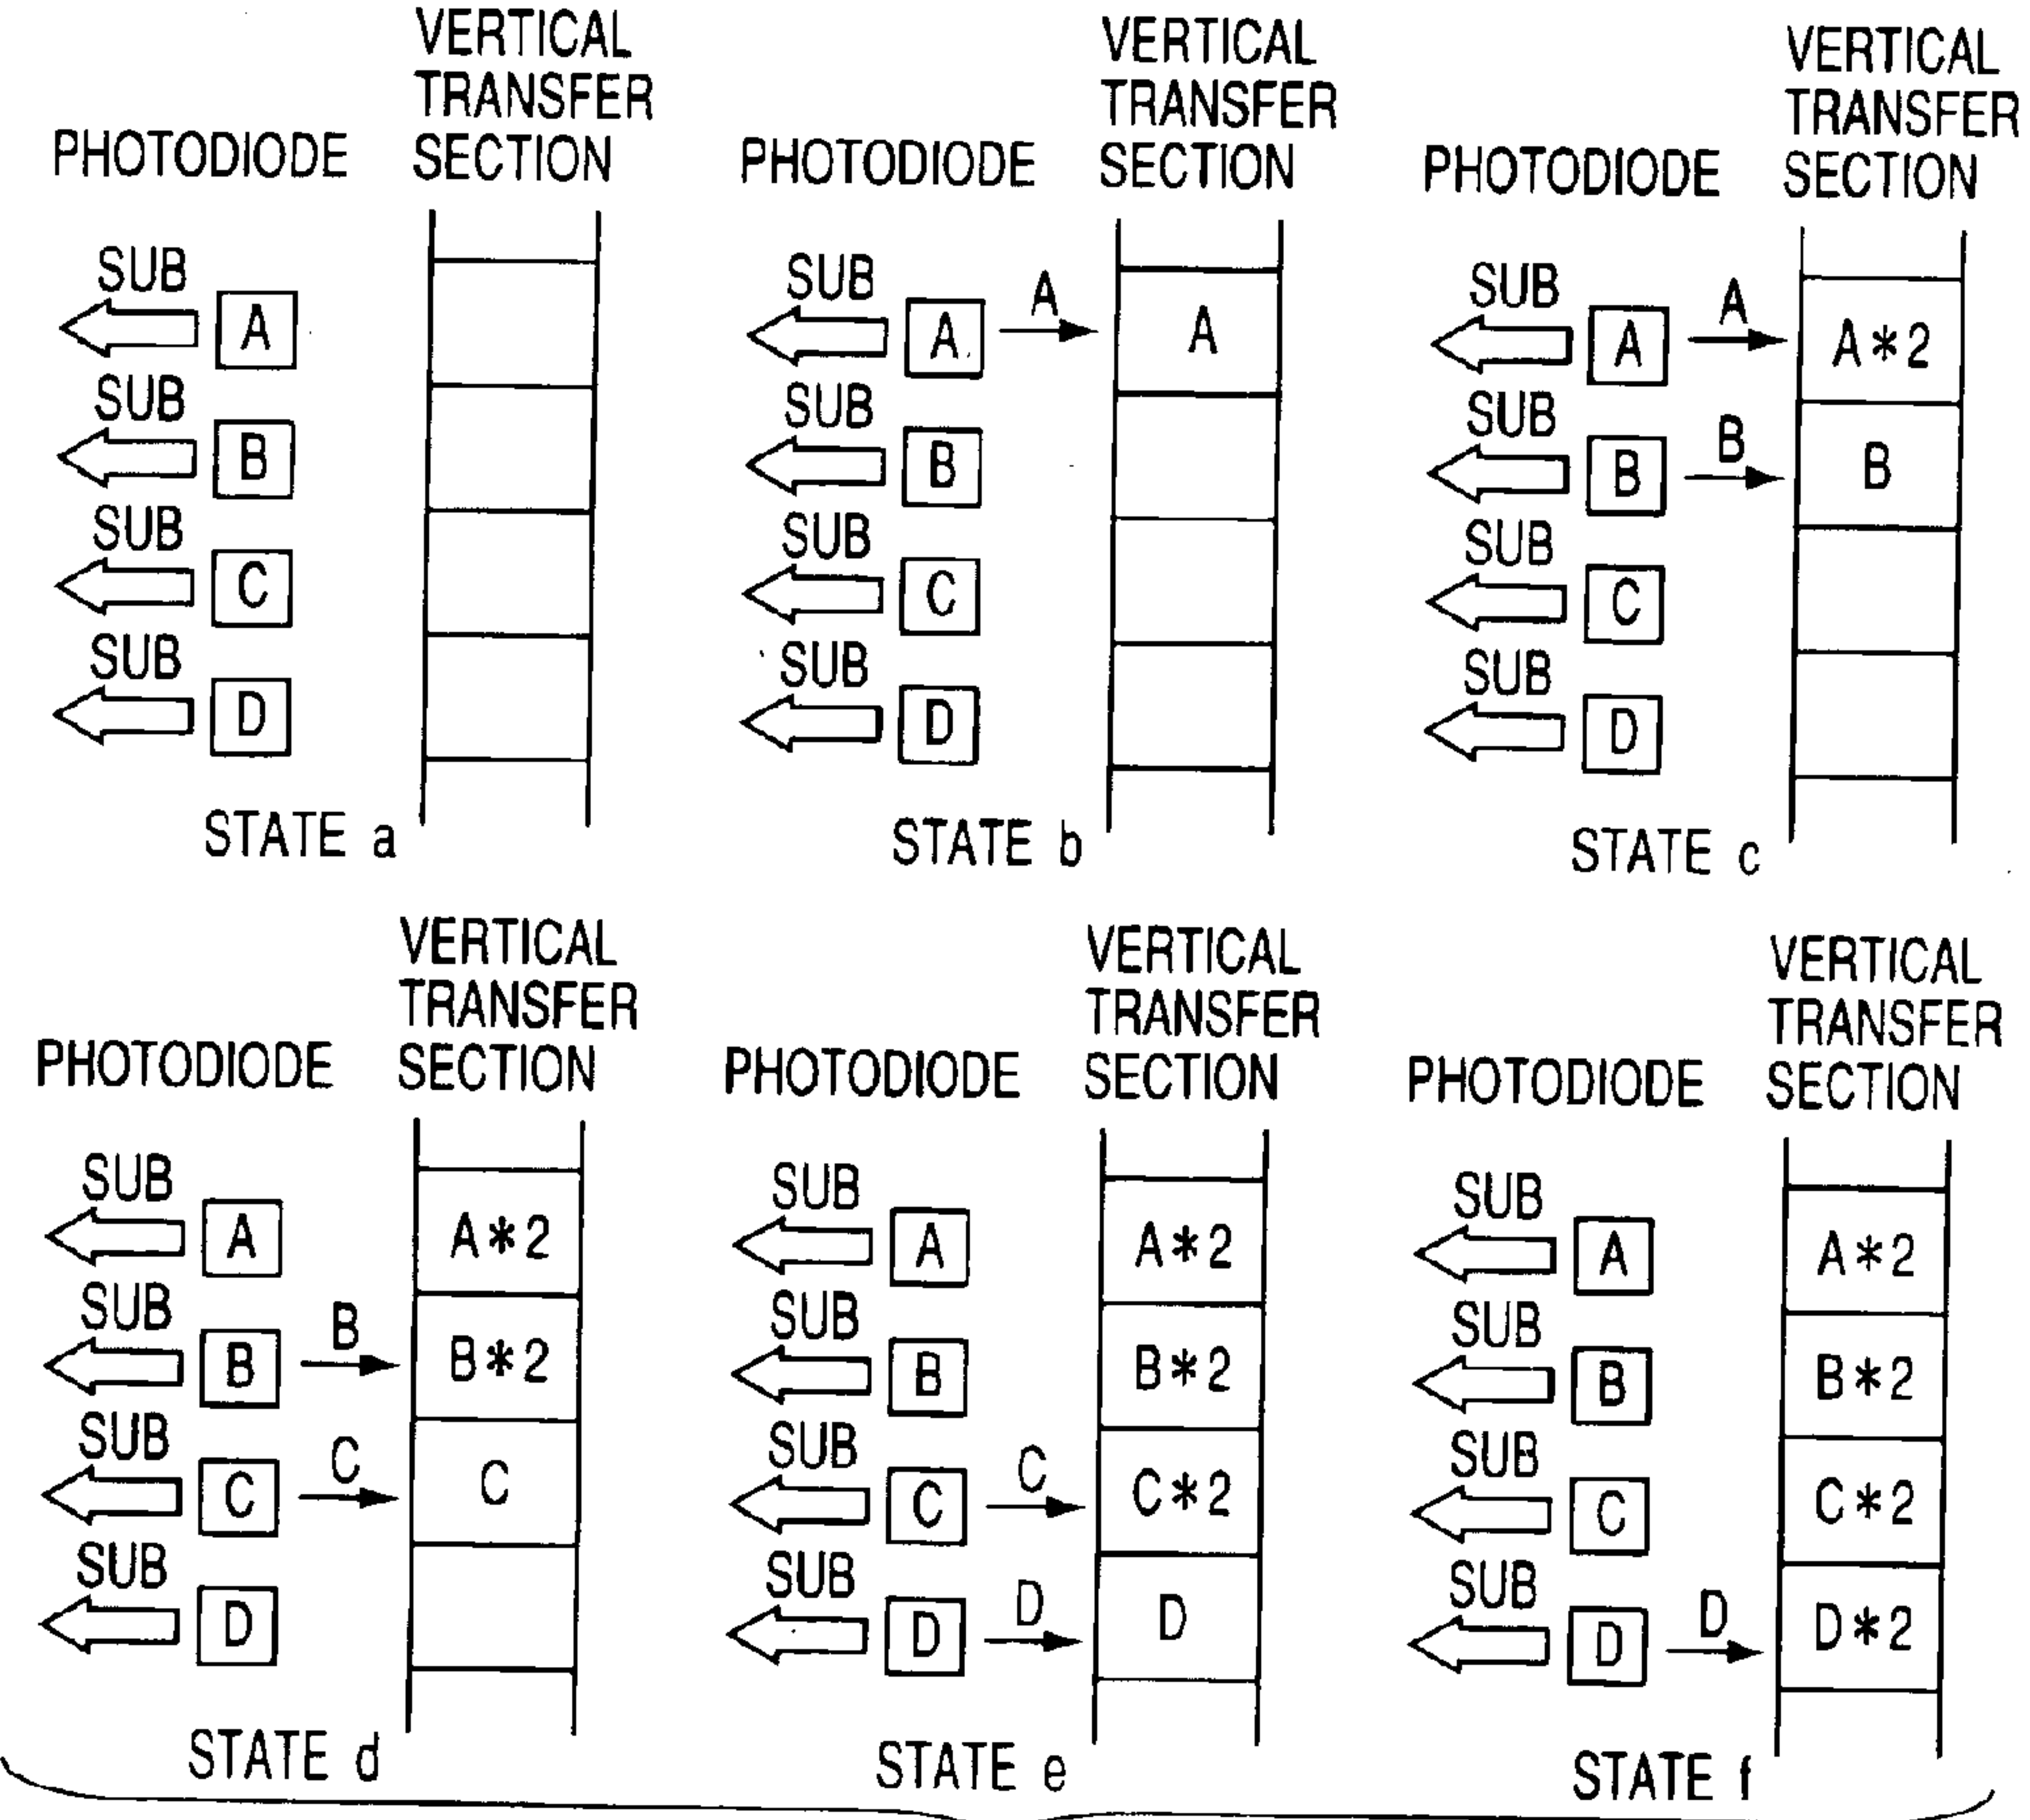 VERTICAL
TRANSFER
SECTION
PHOTODIODE
SUB
A
SUB
B
SUB
C
SUB
D
STATE a
VERTICAL
TRANSFER
SECTION
PHOTODIODE
SUB
A
A
A
SUB
B
SUB
C
SUB
D
STATE b
VERTICAL
TRANSFER
SECTION
PHOTODIODE
SUB
A
A
A*2
SUB
B
B
B
SUB
C
SUB
D
STATE c
VERTICAL
TRANSFER
SECTION
PHOTODIODE
SUB
A
A*2
SUB
B
B
B*2
SUB
C
C
C
SUB
D
STATE d
VERTICAL
TRANSFER
SECTION
PHOTODIODE
SUB
A
A*2
SUB
B
B*2
SUB
C
C
C*2
SUB
D
D
D
STATE e
VERTICAL
TRANSFER
SECTION
PHOTODIODE
SUB
A
A*2
SUB
B
B*2
SUB
C
C*2
SUB
D
D
D*2
STATE f